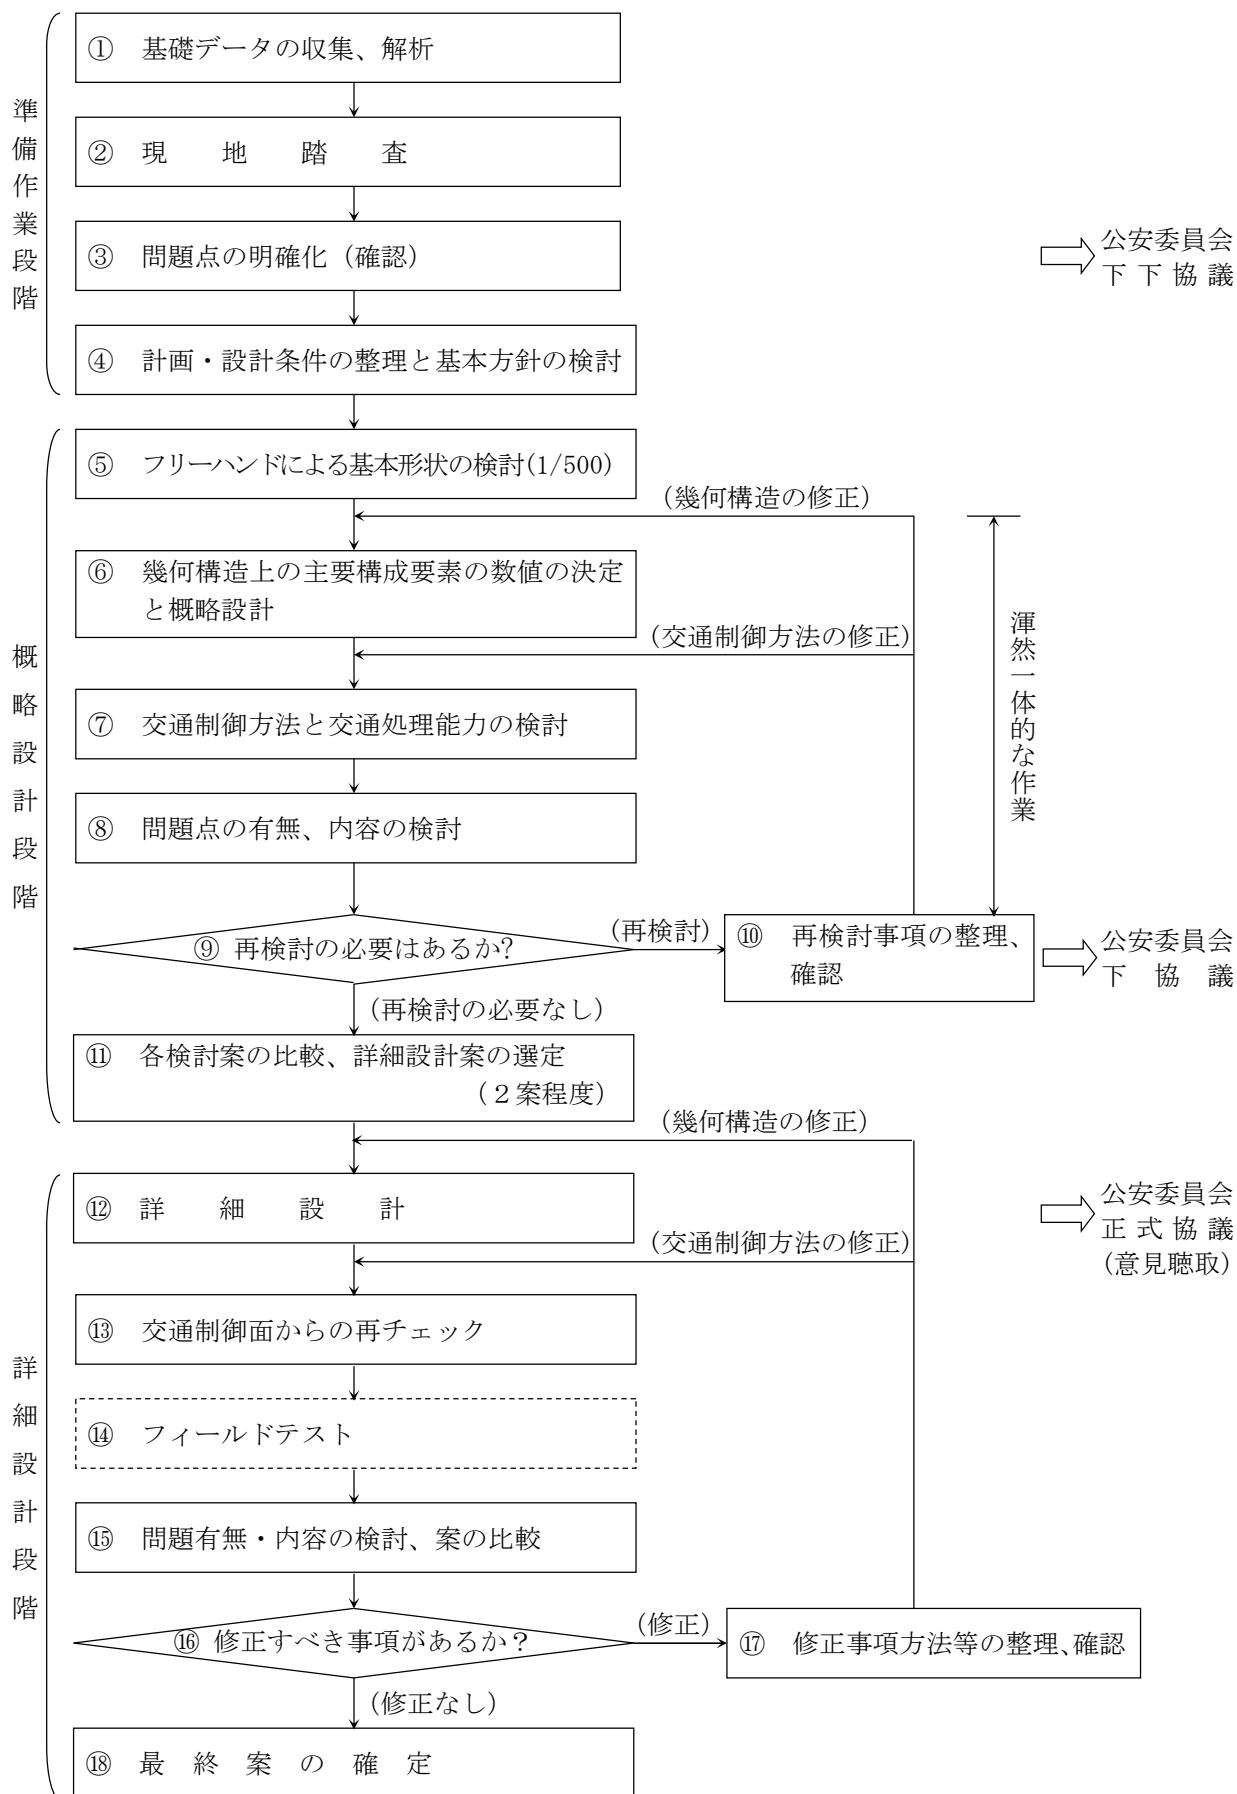 準備作業段階
① 基礎データの収集、解析
② 現地踏査
③ 問題点の明確化（確認）
公安委員会
下下協議
④ 計画・設計条件の整理と基本方針の検討
概略設計段階
⑤ フリーハンドによる基本形状の検討(1/500)
（幾何構造の修正）
⑥ 幾何構造上の主要構成要素の数値の決定
と概略設計
（交通制御方法の修正）
渾然一体的な作業
⑦ 交通制御方法と交通処理能力の検討
⑧ 問題点の有無、内容の検討
⑨ 再検討の必要はあるか?
（再検討）
⑩ 再検討事項の整理、
確認
公安委員会
下協議
（再検討の必要なし）
⑪ 各検討案の比較、詳細設計案の選定
（２案程度）
（幾何構造の修正）
詳細設計段階
⑫ 詳細設計
公安委員会
正式協議
（意見聴取）
（交通制御方法の修正）
⑬ 交通制御面からの再チェック
⑭ フィールドテスト
⑮ 問題有無・内容の検討、案の比較
⑯ 修正すべき事項があるか？
（修正）
⑰ 修正事項方法等の整理、確認
（修正なし）
⑱ 最終案の確定